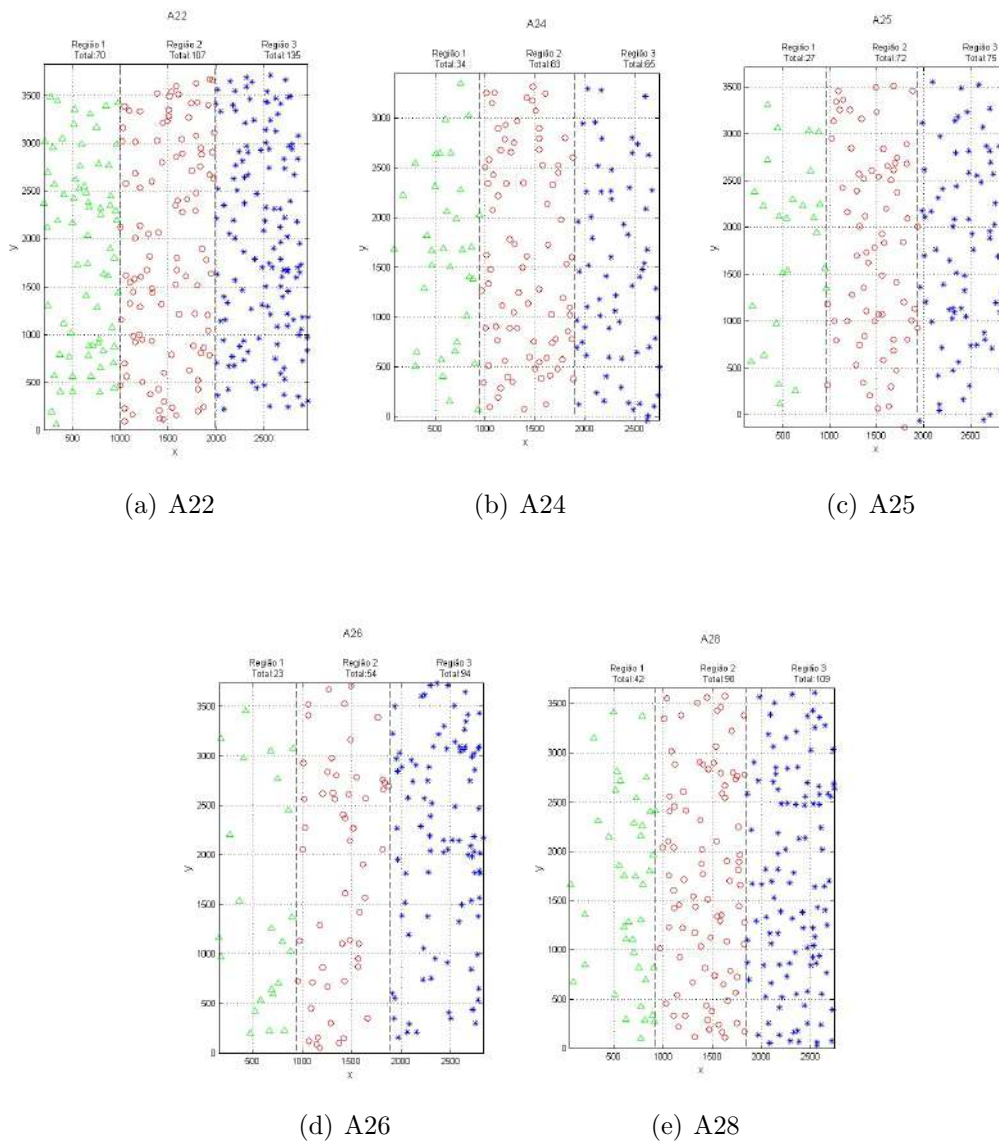 A22
Região 1
Total:70
Região 2
Total:107
Região 3
Total:135
3500
3000
2500
2000
1500
1000
500
0
y
500
1000
1500
2000
2500
x
(a) A22
A24
Região 1
Total:34
Região 2
Total:83
Região 3
Total:65
3500
3000
2500
2000
1500
1000
500
0
y
500
1000
1500
2000
2500
x
(b) A24
A25
Região 1
Total:27
Região 2
Total:72
Região 3
Total:75
3500
3000
2500
2000
1500
1000
500
0
y
500
1000
1500
2000
2500
x
(c) A25
A26
Região 1
Total:23
Região 2
Total:54
Região 3
Total:94
3500
3000
2500
2000
1500
1000
500
0
y
500
1000
1500
2000
2500
x
(d) A26
A28
Região 1
Total:42
Região 2
Total:98
Região 3
Total:109
3500
3000
2500
2000
1500
1000
500
0
y
500
1000
1500
2000
2500
x
(e) A28